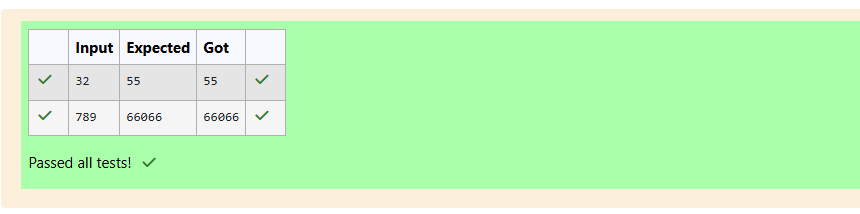 Input Expected Got
32 55 55
789 66066 66066
Passed all tests!